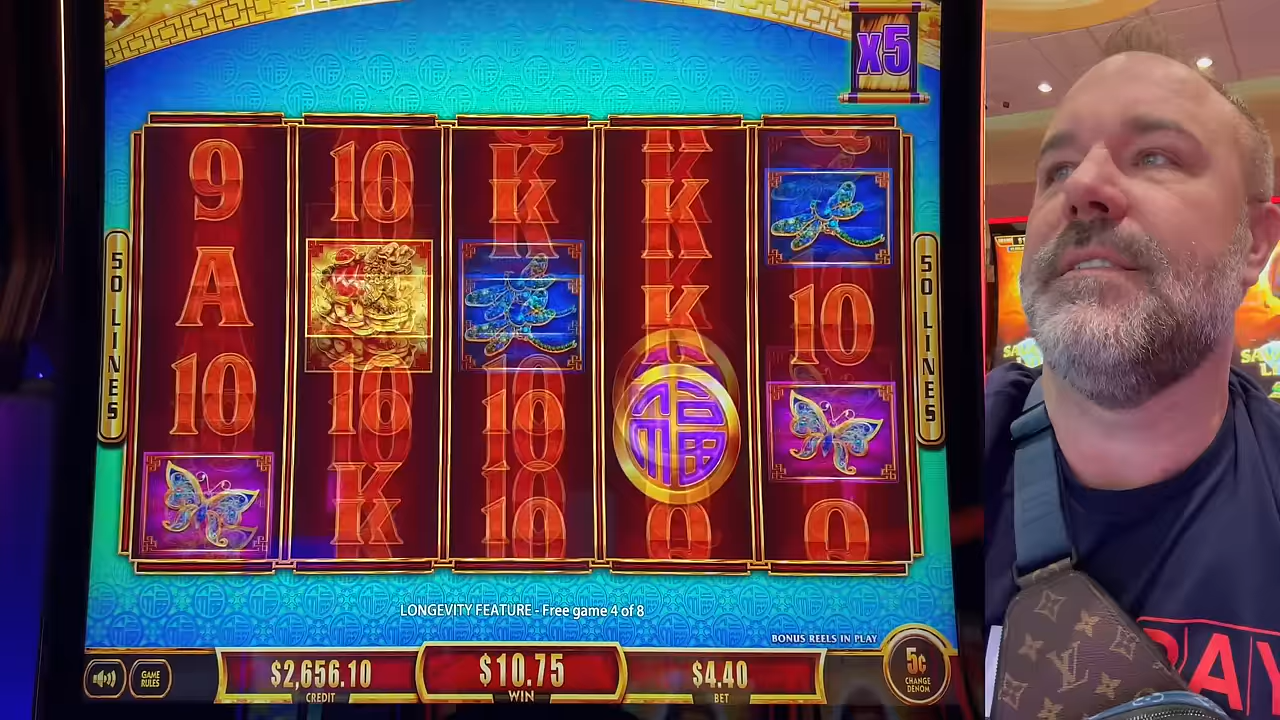 x5
9
10
K
K
A
K
10
10
10
10
K
10
Q
Q
福
50 LINES
50 LINES
LONGEVITY FEATURE - Free game 4 of 8
BONUS REELS IN PLAY
GAME
RULES
$2,656.10
CREDIT
$10.75
WIN
$4.40
BET
5¢
CHANGE
DENOM